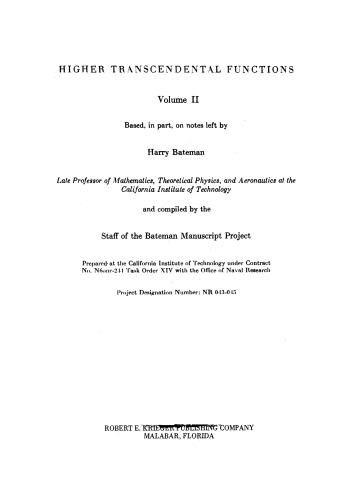 HIGHER TRANSCENDENTAL FUNCTIONS
Volume II
Based, in part, on notes left by
Harry Bateman
Late Professor of Mathematics, Theoretical Physics, and Aeronautics at the
California Institute of Technology
and compiled by the
Staff of the Bateman Manuscript Project
Prepared at the California Institute of Technology under Contract
No. N6onr-244 Task Order XIV with the Office of Naval Research
Project Designation Number: NR 043-045
ROBERT E. KRIEGER PUBLISHING COMPANY
MALABAR, FLORIDA